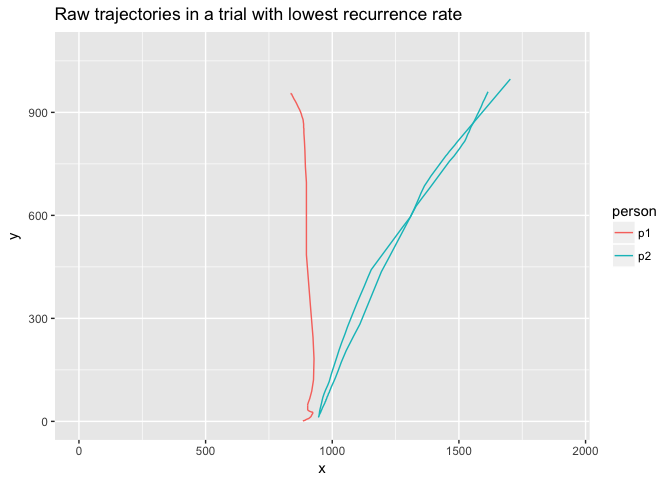 Raw trajectories in a trial with lowest recurrence rate
900
600
300
0
y
0 500 1000 1500 2000
x
person
p1
p2